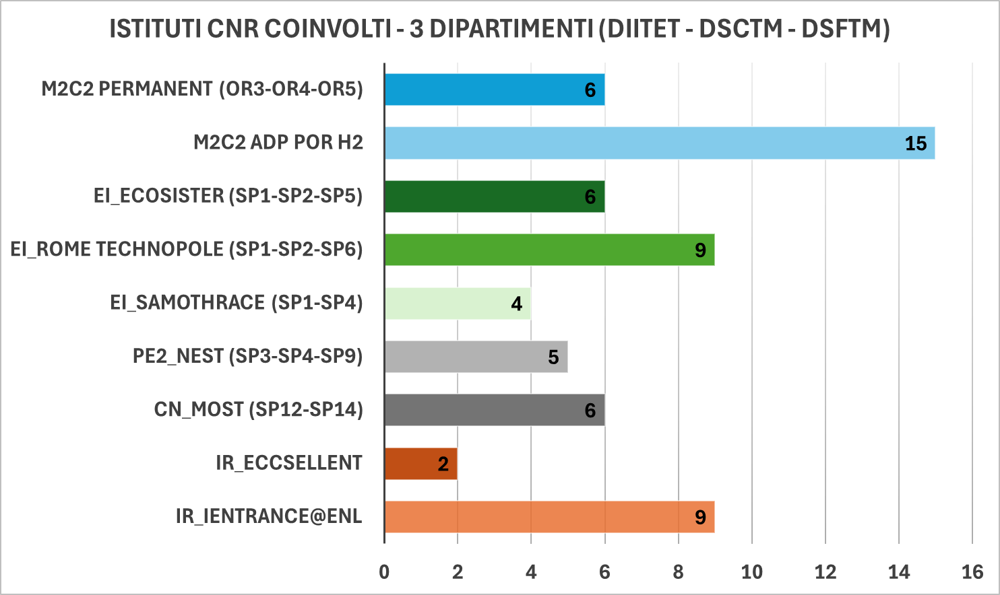 ISTITUTI CNR COINVOLTI - 3 DIPARTIMENTI (DIITET - DSCTM - DSFTM)
M2C2 PERMANENT (OR3-OR4-OR5) 6
M2C2 ADP POR H2 15
EI_ECOSISTER (SP1-SP2-SP5) 6
EI_ROME TECHNOPOLE (SP1-SP2-SP6) 9
EI_SAMOTHRACE (SP1-SP4) 4
PE2_NEST (SP3-SP4-SP9) 5
CN_MOST (SP12-SP14) 6
IR_ECCSELLENT 2
IR_IENTRANCE@ENL 9
0 2 4 6 8 10 12 14 16